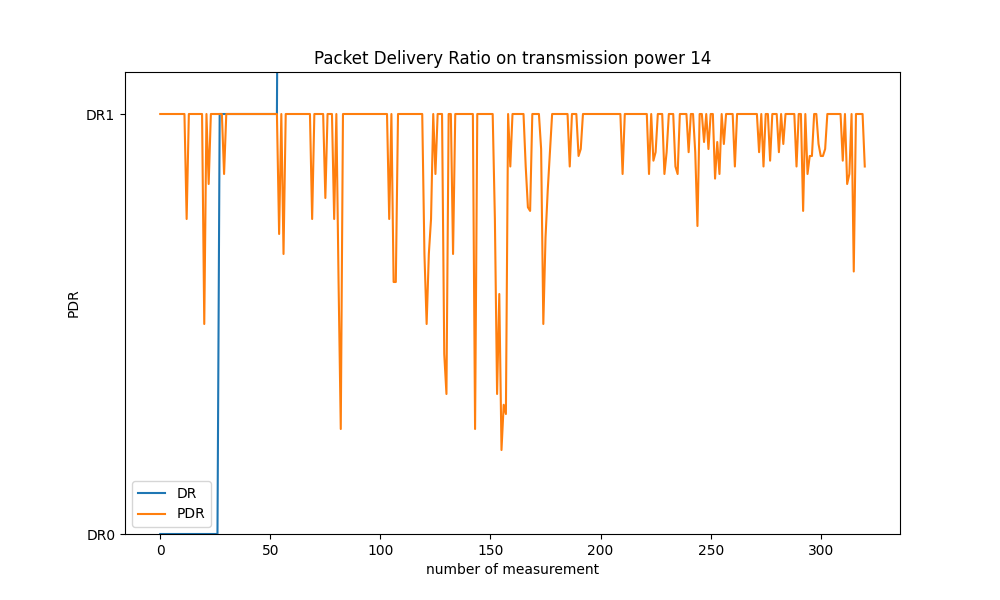 Packet Delivery Ratio on transmission power 14
DR1
PDR
DR0
DR
PDR
0 50 100 150 200 250 300
number of measurement